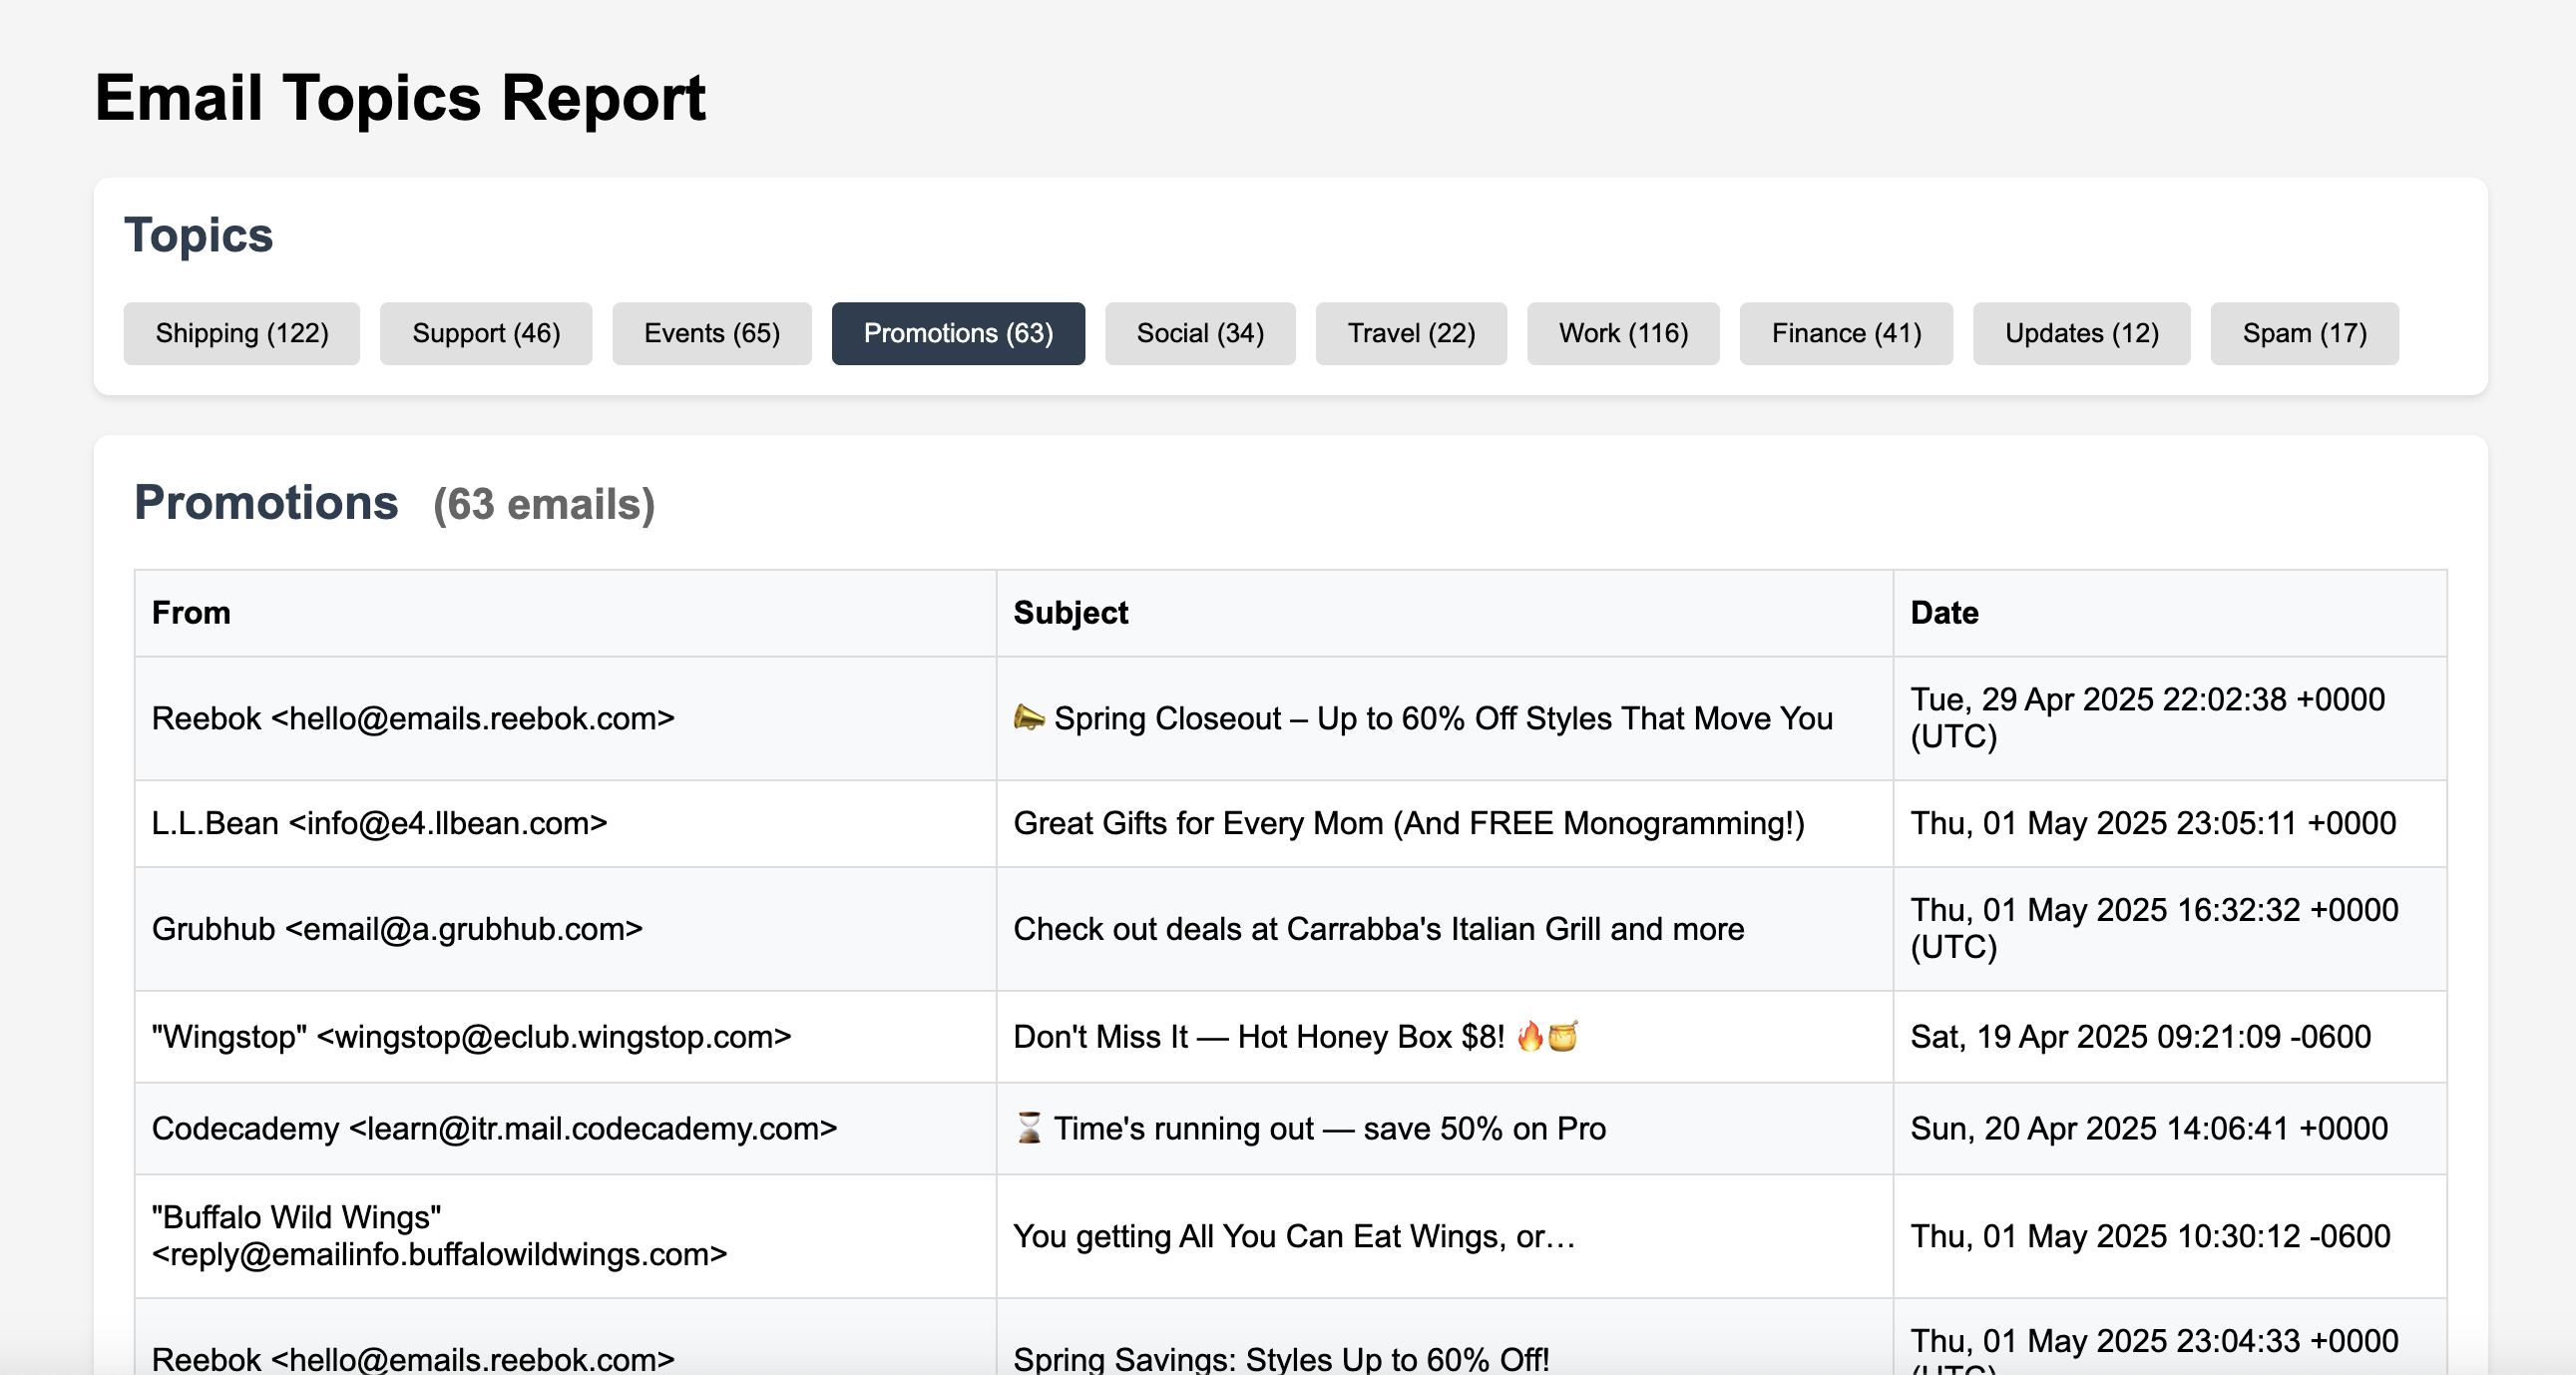 Email Topics Report
Topics
Shipping (122) Support (46) Events (65) Promotions (63) Social (34) Travel (22) Work (116) Finance (41) Updates (12) Spam (17)
Promotions (63 emails)
From Subject Date
Reebok <hello@emails.reebok.com> 📣 Spring Closeout – Up to 60% Off Styles That Move You Tue, 29 Apr 2025 22:02:38 +0000
(UTC)
L.L.Bean <info@e4.llbean.com> Great Gifts for Every Mom (And FREE Monogramming!) Thu, 01 May 2025 23:05:11 +0000
Grubhub <email@a.grubhub.com> Check out deals at Carrabba's Italian Grill and more Thu, 01 May 2025 16:32:32 +0000
(UTC)
"Wingstop" <wingstop@eclub.wingstop.com> Don't Miss It — Hot Honey Box $8! 🔥🍯 Sat, 19 Apr 2025 09:21:09 -0600
Codecademy <learn@itr.mail.codecademy.com> ⏳ Time's running out — save 50% on Pro Sun, 20 Apr 2025 14:06:41 +0000
"Buffalo Wild Wings"
<reply@emailinfo.buffalowildwings.com> You getting All You Can Eat Wings, or… Thu, 01 May 2025 10:30:12 -0600
Reebok <hello@emails.reebok.com> Spring Savings: Styles Up to 60% Off! Thu, 01 May 2025 23:04:33 +0000
(UTC)